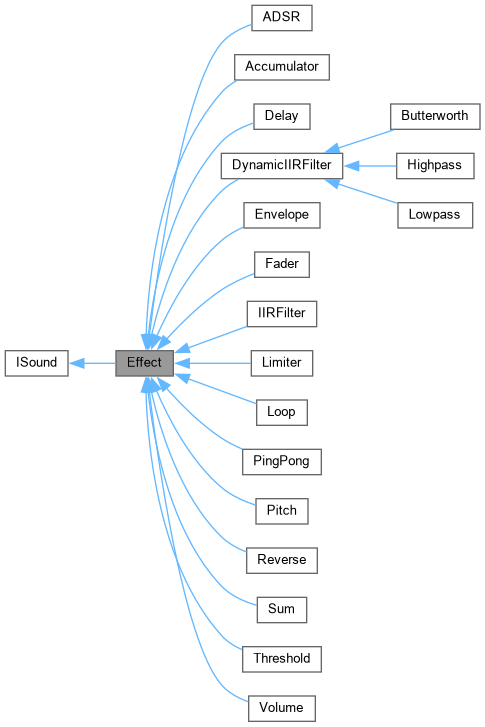 ADSR
Accumulator
Delay
Butterworth
DynamicIIRFilter
Highpass
Envelope
Lowpass
Fader
IIRFilter
ISound
Effect
Limiter
Loop
PingPong
Pitch
Reverse
Sum
Threshold
Volume